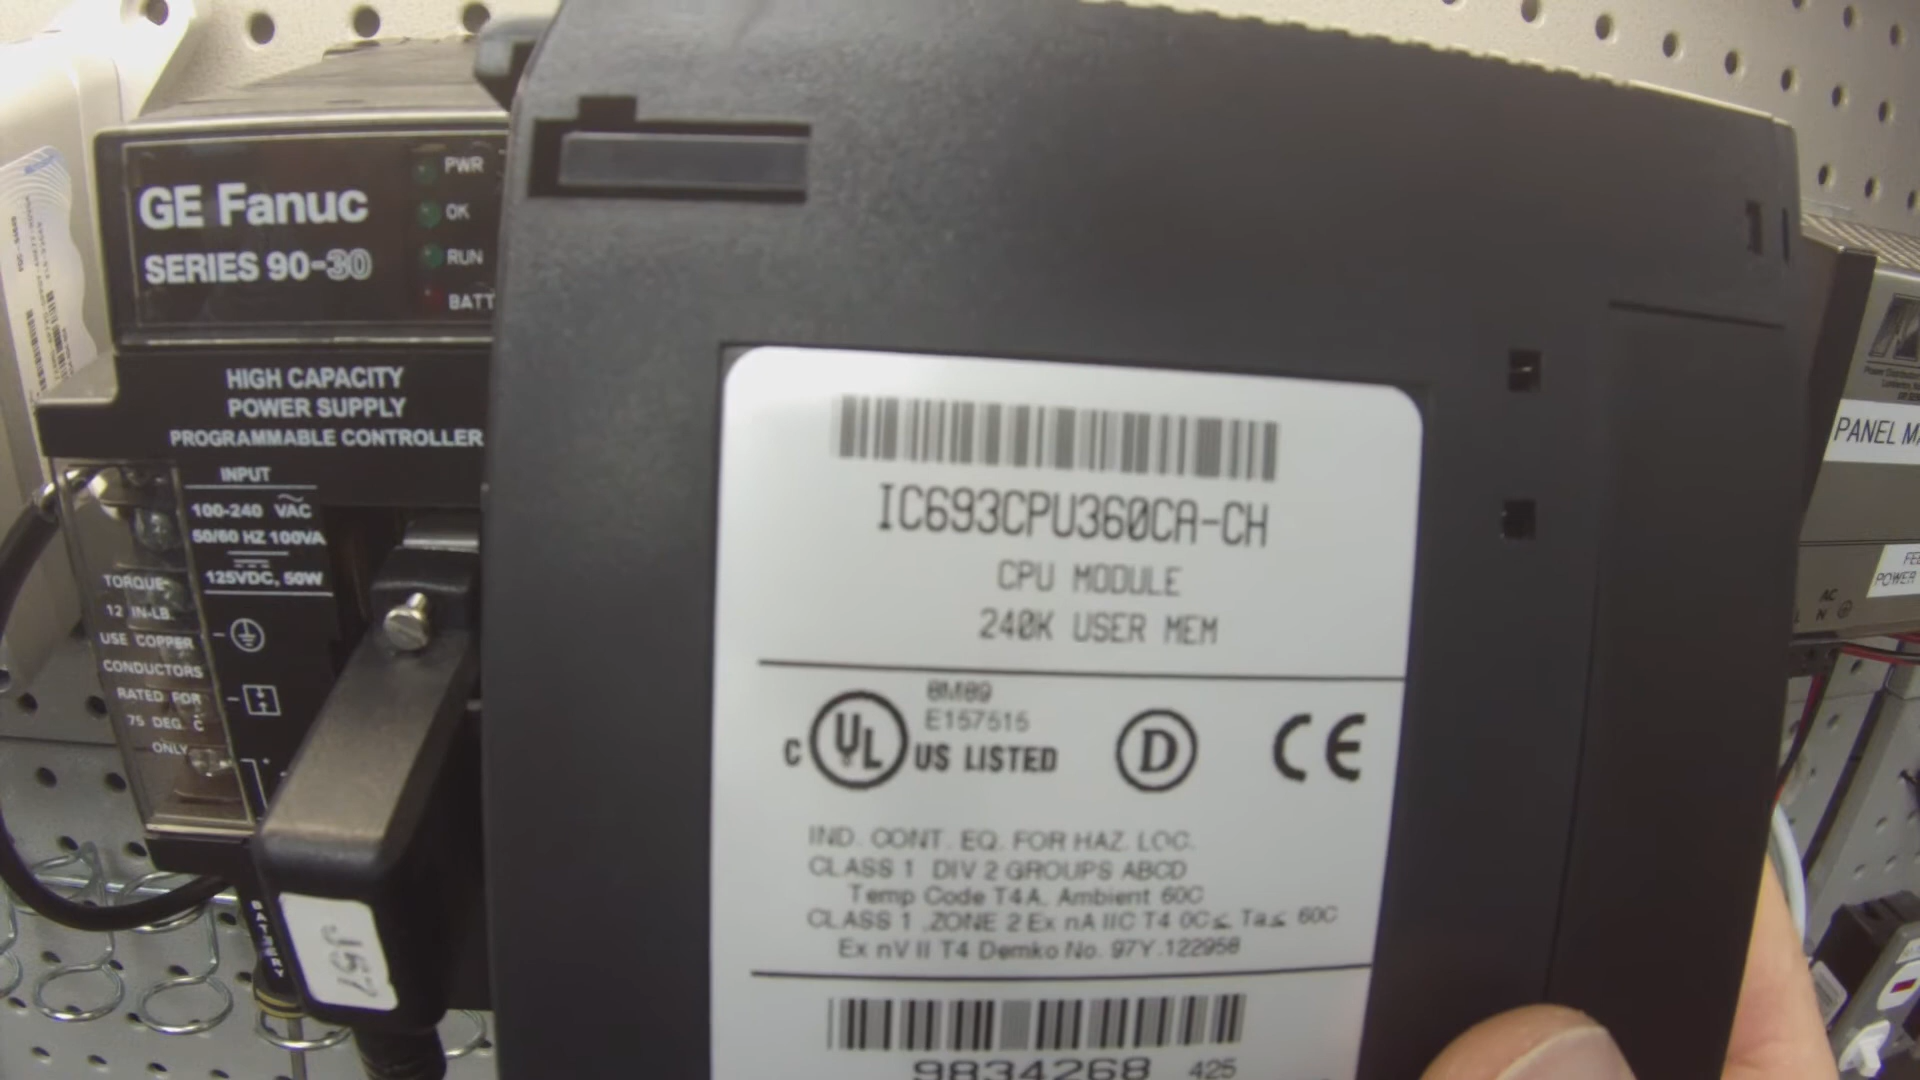 GE Fanuc
SERIES 90-30
PWR
OK
RUN
BATT
HIGH CAPACITY
POWER SUPPLY
PROGRAMMABLE CONTROLLER
INPUT
100-240 VAC
50/60 HZ 100VA
125VDC, 50W
TORQUE
12 IN-LB.
USE COPPER
CONDUCTORS
RATED FOR
75 DEG. C
ONLY
BATTERY
J57
IC693CPU360CA-CH
CPU MODULE
240K USER MEM
8M89
E157515
C UL US LISTED
D
CE
IND. CONT. EQ. FOR HAZ. LOC.
CLASS 1 DIV 2 GROUPS ABCD
Temp Code T4A, Ambient 60C
CLASS 1 ,ZONE 2 Ex nA IIC T4 0C≤ Ta≤ 60C
Ex nV II T4 Demko No. 97Y.122958
9834268 425
PANEL
POWER
AC
N